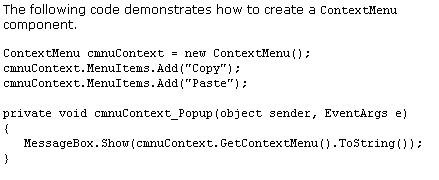 The following code demonstrates how to create a ContextMenu
component.
ContextMenu cmnuContext = new ContextMenu();
cmnuContext.MenuItems.Add("Copy");
cmnuContext.MenuItems.Add("Paste");
private void cmnuContext_Popup(object sender, EventArgs e)
{
MessageBox.Show(cmnuContext.GetContextMenu().ToString());
}